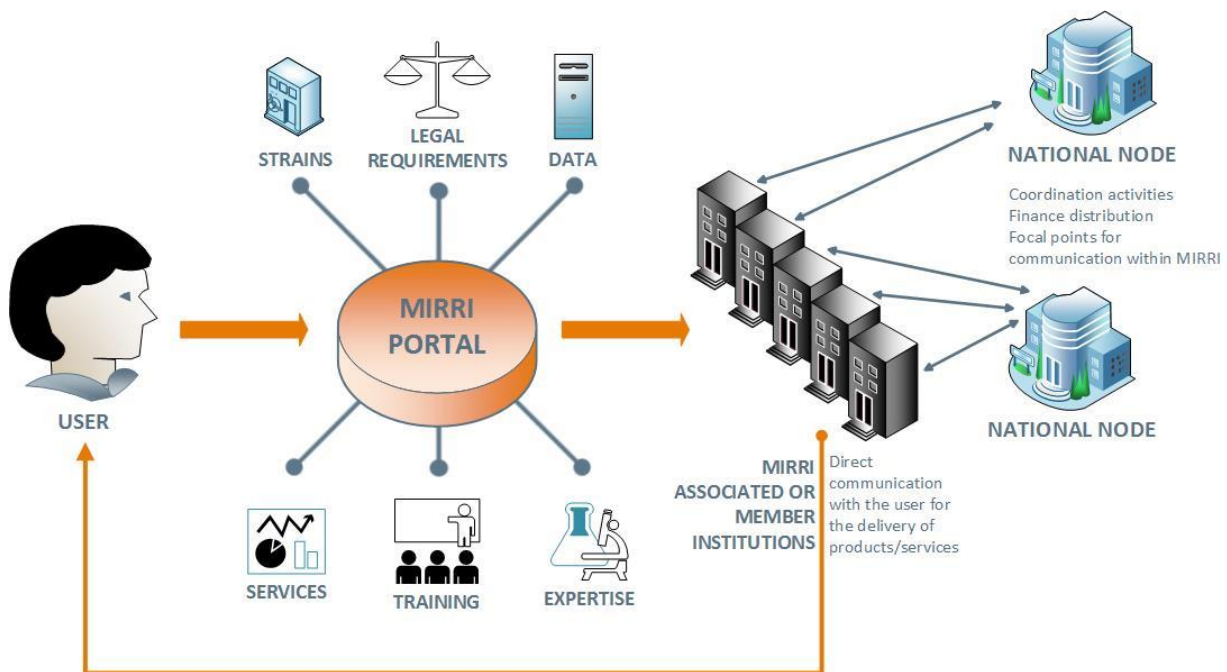 STRAINS
LEGAL
REQUIREMENTS
DATA
NATIONAL NODE
Coordination activities
Finance distribution
Focal points for
communication within MIRRI
MIRRI
PORTAL
USER
NATIONAL NODE
MIRRI
ASSOCIATED OR
MEMBER
INSTITUTIONS
Direct
communication
with the user for
the delivery of
products/services
SERVICES
TRAINING
EXPERTISE